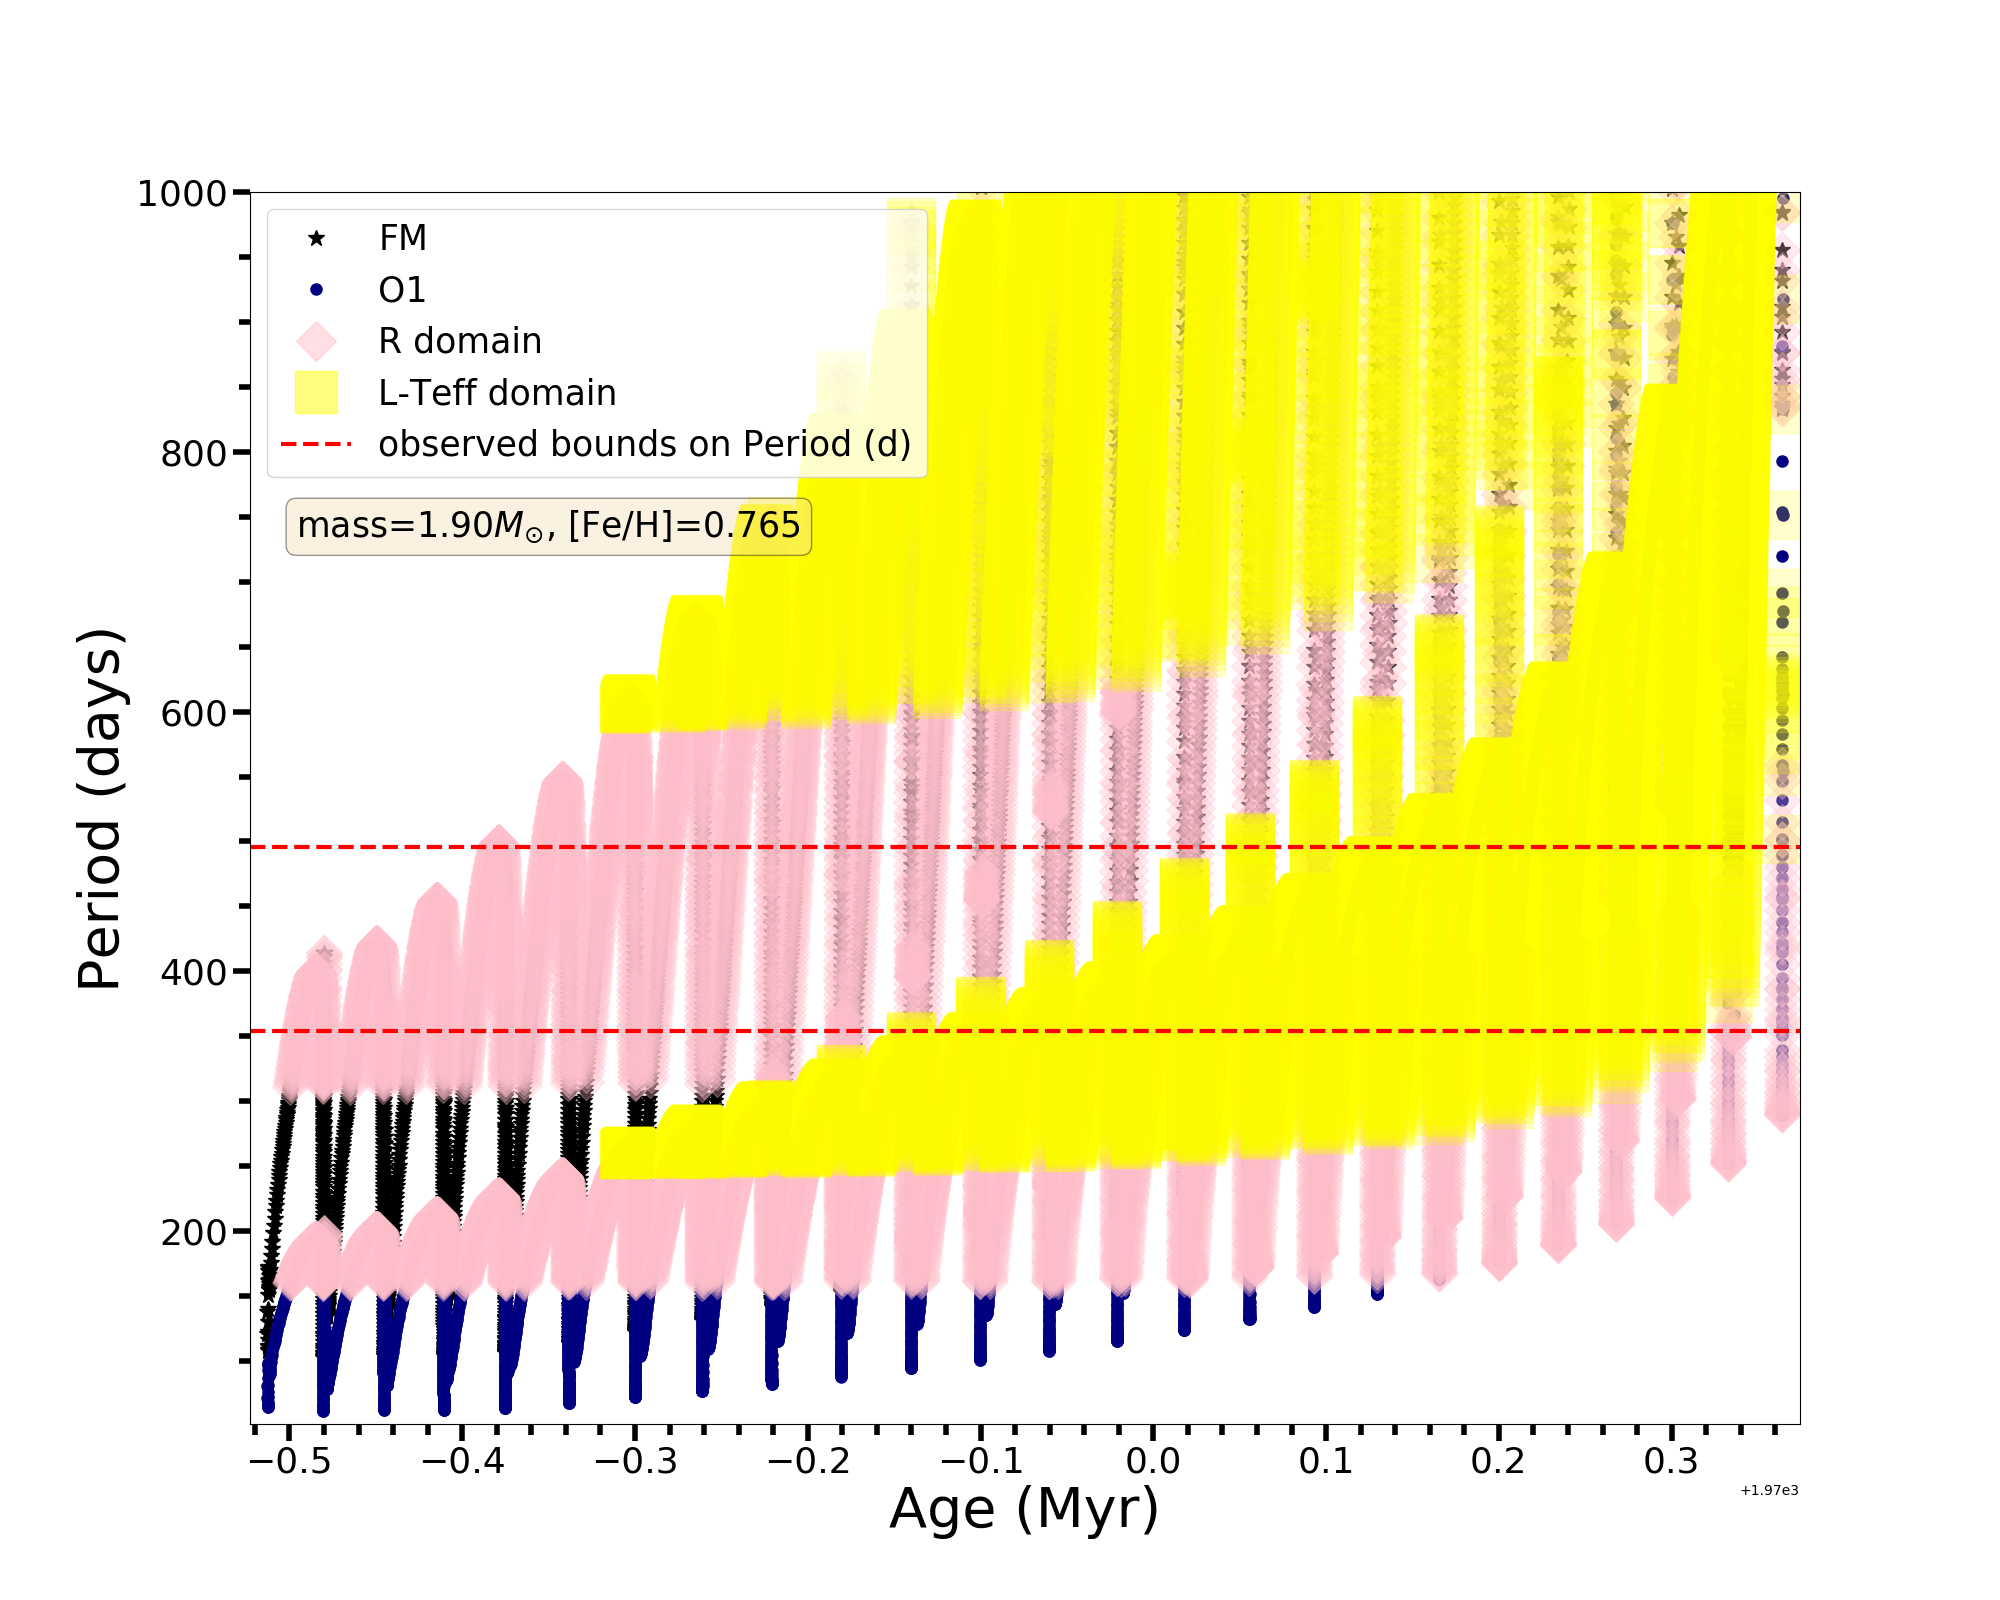 1000
800
600
400
200
Period (days)
FM
O1
R domain
L-Teff domain
observed bounds on Period (d)
mass=1.90M⊙, [Fe/H]=0.765
−0.5 −0.4 −0.3 −0.2 −0.1 0.0 0.1 0.2 0.3
+1.97e3
Age (Myr)